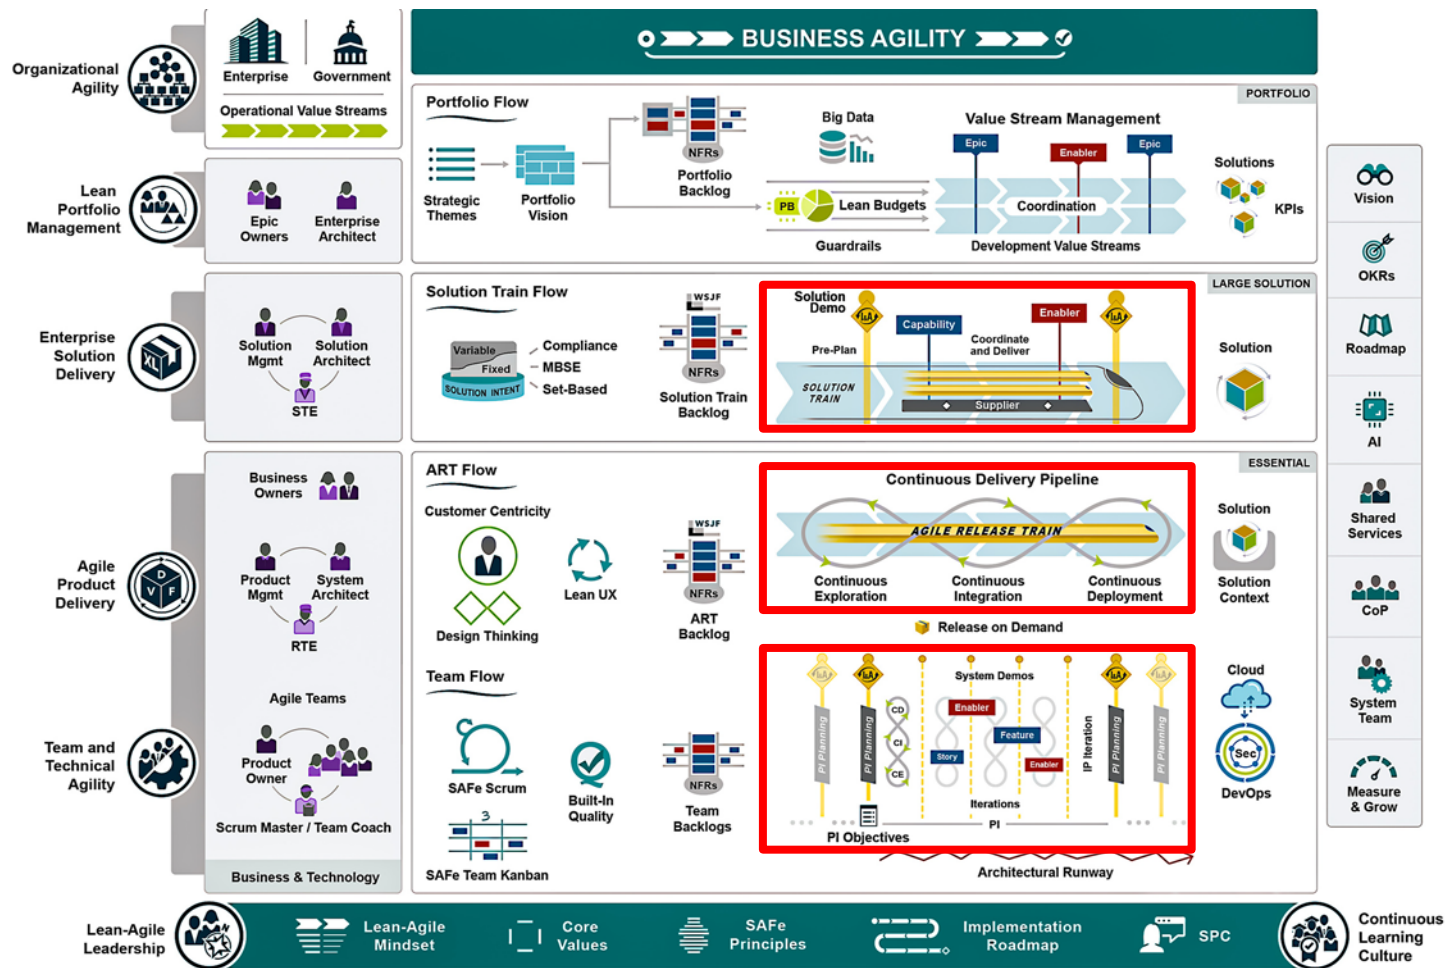 BUSINESS AGILITY
Organizational
Agility
Enterprise
Government
Operational Value Streams
Lean
Portfolio
Management
Epic
Owners
Enterprise
Architect
Enterprise
Solution
Delivery
XL
Solution
Mgmt
Solution
Architect
STE
Agile
Product
Delivery
D
V
F
Business
Owners
Product
Mgmt
System
Architect
RTE
Team and
Technical
Agility
Agile Teams
Product
Owner
Scrum Master / Team Coach
Business & Technology
PORTFOLIO
Portfolio Flow
Strategic
Themes
Portfolio
Vision
NFRs
Portfolio
Backlog
Big Data
PB
Lean Budgets
Guardrails
Value Stream Management
Epic
Enabler
Epic
Coordination
Development Value Streams
Solutions
KPIs
LARGE SOLUTION
Solution Train Flow
Variable
Fixed
SOLUTION INTENT
Compliance
MBSE
Set-Based
WSJF
NFRs
Solution Train
Backlog
Solution
Demo
I&A
Pre-Plan
Capability
Coordinate
and Deliver
Enabler
I&A
SOLUTION
TRAIN
Supplier
Solution
ESSENTIAL
ART Flow
Customer Centricity
Lean UX
Design Thinking
WSJF
NFRs
ART
Backlog
Continuous Delivery Pipeline
AGILE RELEASE TRAIN
Continuous
Exploration
Continuous
Integration
Continuous
Deployment
Release on Demand
Solution
Solution
Context
Team Flow
SAFe Scrum
Built-In
Quality
3
SAFe Team Kanban
NFRs
Team
Backlogs
I&A
I&A
System Demos
I&A
I&A
PI Planning
PI Planning
CD
CI
CE
Enabler
Story
Feature
Enabler
IP Iteration
PI Planning
PI Planning
Iterations
PI
PI Objectives
Architectural Runway
Cloud
Sec
DevOps
Vision
OKRs
Roadmap
AI
Shared
Services
CoP
System
Team
Measure
& Grow
Lean-Agile
Leadership
Lean-Agile
Mindset
Core
Values
SAFe
Principles
Implementation
Roadmap
SPC
Continuous
Learning
Culture